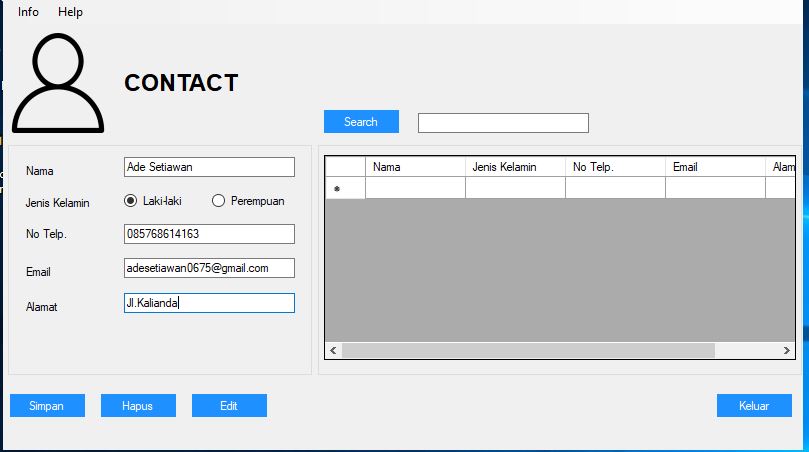 Info Help
CONTACT
Search
Nama Ade Setiawan
Jenis Kelamin Laki-laki Perempuan
No Telp. 085768614163
Email adesetiawan0675@gmail.com
Alamat Jl.Kalianda
Nama Jenis Kelamin No Telp. Email Alam
Simpan Hapus Edit Keluar